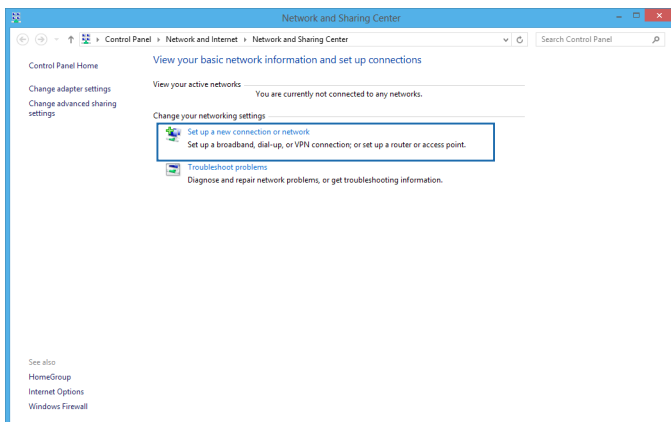 Network and Sharing Center
Control Panel ▸ Network and Internet ▸ Network and Sharing Center
Search Control Panel
Control Panel Home
Change adapter settings
Change advanced sharing
settings
View your basic network information and set up connections
View your active networks
You are currently not connected to any networks.
Change your networking settings
Set up a new connection or network
Set up a broadband, dial-up, or VPN connection; or set up a router or access point.
Troubleshoot problems
Diagnose and repair network problems, or get troubleshooting information.
See also
HomeGroup
Internet Options
Windows Firewall